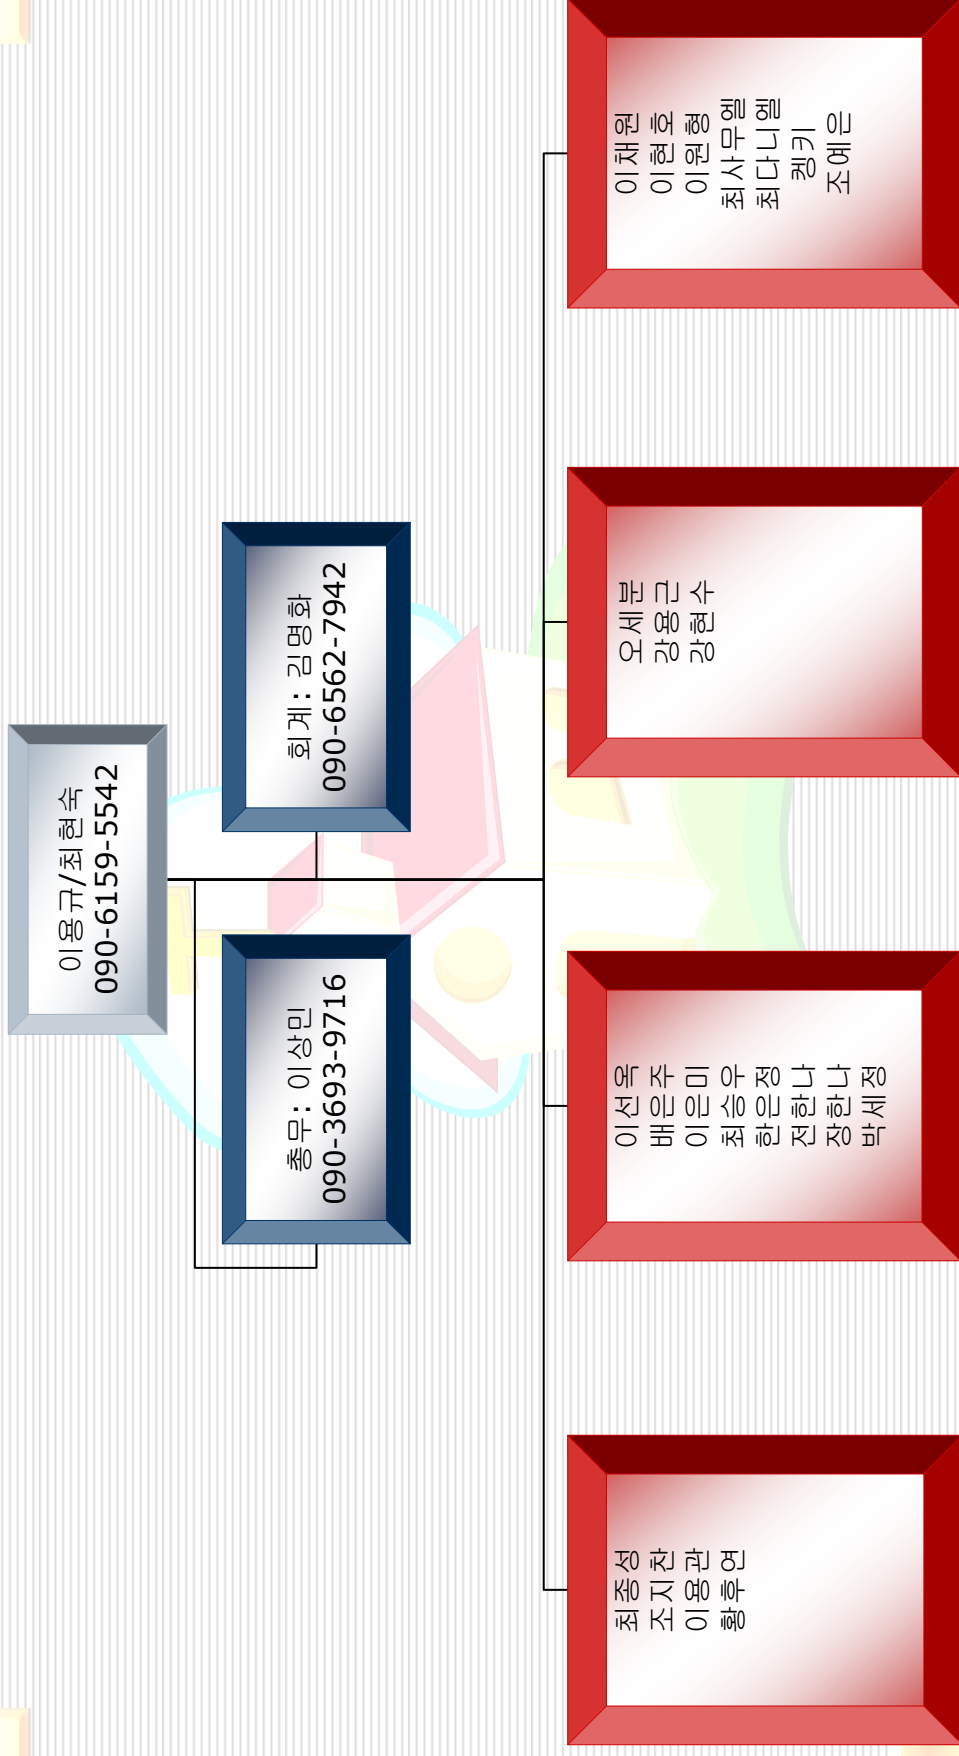 이용규/최현숙
090-6159-5542
총무: 이상민
090-3693-9716
회계: 김명화
090-6562-7942
최종성
조지찬
이용관
황후연
이선옥
배은주
이은미
최승우
한은정
전한나
장한나
박세정
오세분
강용근
강현수
이채원
이현호
이원형
최사무엘
최다니엘
켕키
조예은